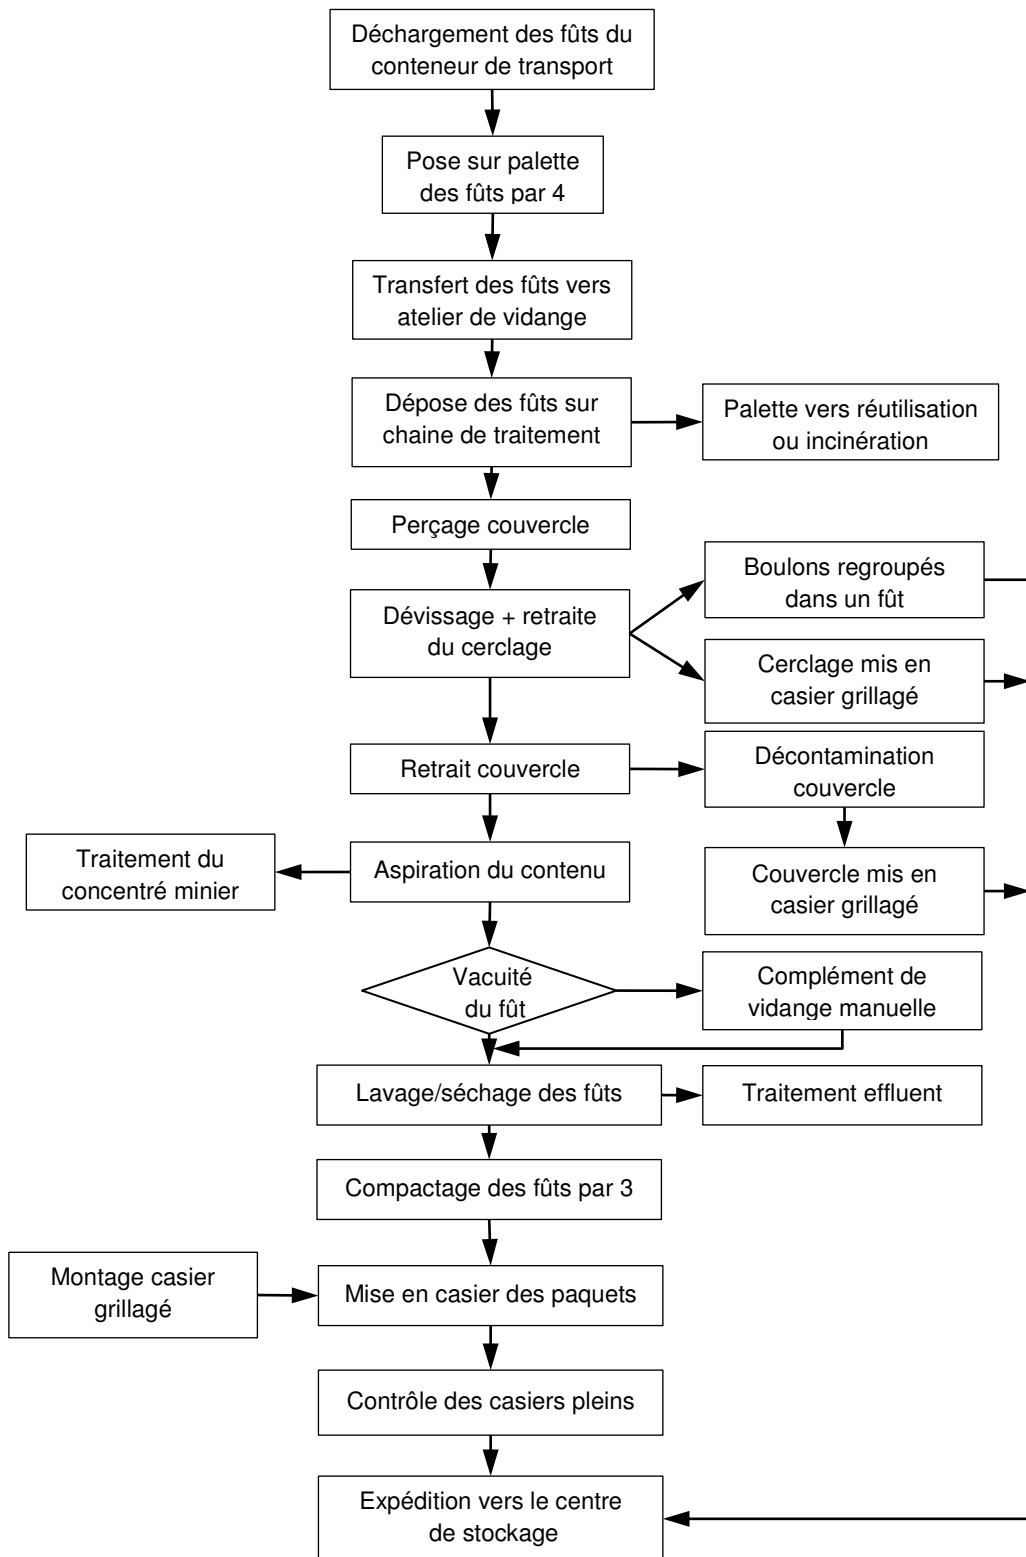 Déchargement des fûts du
conteneur de transport
Pose sur palette
des fûts par 4
Transfert des fûts vers
atelier de vidange
Dépose des fûts sur
chaine de traitement
Palette vers réutilisation
ou incinération
Perçage couvercle
Boulons regroupés
dans un fût
Dévissage + retraite
du cerclage
Cerclage mis en
casier grillagé
Retrait couvercle
Décontamination
couvercle
Traitement du
concentré minier
Aspiration du contenu
Couvercle mis en
casier grillagé
Vacuité
du fût
Complément de
vidange manuelle
Lavage/séchage des fûts
Traitement effluent
Compactage des fûts par 3
Montage casier
grillagé
Mise en casier des paquets
Contrôle des casiers pleins
Expédition vers le centre
de stockage